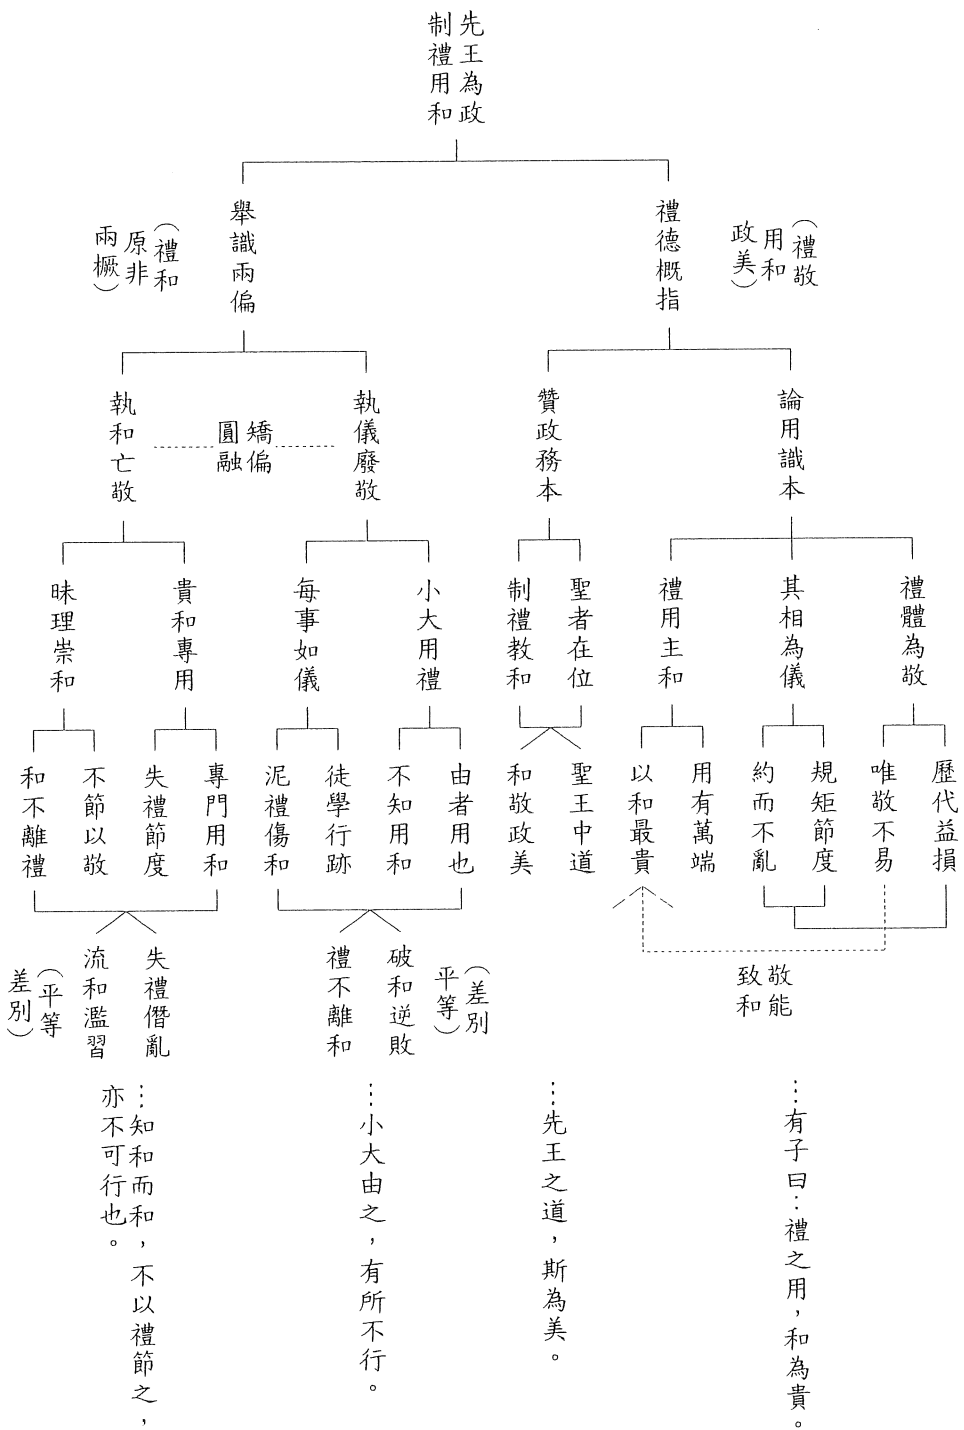 先王為政
制禮用和
禮德概指
（禮敬
用和
政美）
舉識兩偏
（禮和
原非
兩橛）
論用識本
贊政務本
執儀廢敬
矯偏
圓融
執和亡敬
禮體為敬
其相為儀
禮用主和
聖者在位
制禮教和
小大用禮
每事如儀
貴和專用
昧理崇和
歷代益損
唯敬不易
規矩節度
約而不亂
用有萬端
以和最貴
聖王中道
和敬政美
由者用也
不知用和
徒學行跡
泥禮傷和
專門用和
失禮節度
不節以敬
和不離禮
敬能
致和
（差別
平等）
破和逆敗
禮不離和
失禮僭亂
流和濫習
（平等
差別）
…有子曰：禮之用，和為貴。
…先王之道，斯為美。
…小大由之，有所不行。
…知和而和，不以禮節之，
亦不可行也。